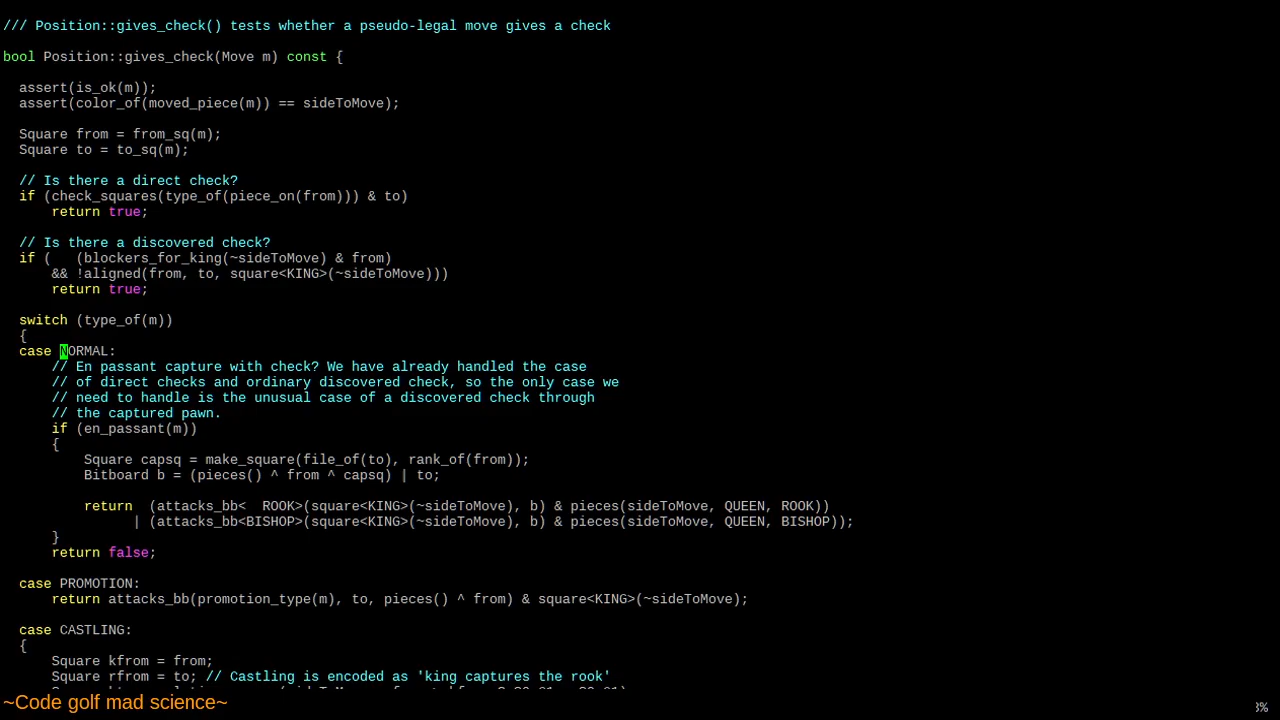 /// Position::gives_check() tests whether a pseudo-legal move gives a check
bool Position::gives_check(Move m) const {
assert(is_ok(m));
assert(color_of(moved_piece(m)) == sideToMove);
Square from = from_sq(m);
Square to = to_sq(m);
// Is there a direct check?
if (check_squares(type_of(piece_on(from))) & to)
return true;
// Is there a discovered check?
if (   (blockers_for_king(~sideToMove) & from)
&& !aligned(from, to, square<KING>(~sideToMove)))
return true;
switch (type_of(m))
{
case NORMAL:
// En passant capture with check? We have already handled the case
// of direct checks and ordinary discovered check, so the only case we
// need to handle is the unusual case of a discovered check through
// the captured pawn.
if (en_passant(m))
{
Square capsq = make_square(file_of(to), rank_of(from));
Bitboard b = (pieces() ^ from ^ capsq) | to;
return  (attacks_bb<  ROOK>(square<KING>(~sideToMove), b) & pieces(sideToMove, QUEEN, ROOK))
| (attacks_bb<BISHOP>(square<KING>(~sideToMove), b) & pieces(sideToMove, QUEEN, BISHOP));
}
return false;
case PROMOTION:
return attacks_bb(promotion_type(m), to, pieces() ^ from) & square<KING>(~sideToMove);
case CASTLING:
{
Square kfrom = from;
Square rfrom = to; // Castling is encoded as 'king captures the rook'
~Code golf mad science~